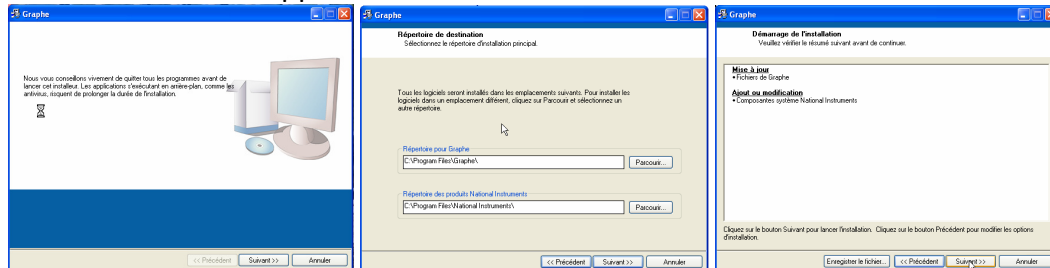 Graphe
Nous vous conseillons vivement de quitter tous les programmes avant de
lancer cet installeur. Les applications s'exécutant en arrière-plan, comme les
antivirus, risquent de prolonger la durée de l'installation.
<< Précédent
Suivant >>
Annuler
Graphe
Répertoire de destination
Sélectionnez le répertoire d'installation principal.
Tous les logiciels seront installés dans les emplacements suivants. Pour installer les
logiciels dans un emplacement différent, cliquez sur Parcourir et sélectionnez un
autre répertoire.
Répertoire pour Graphe
C:\Program Files\Graphe\
Parcourir...
Répertoire des produits National Instruments
C:\Program Files\National Instruments\
Parcourir...
<< Précédent
Suivant >>
Annuler
Graphe
Démarrage de l'installation
Veuillez vérifier le résumé suivant avant de continuer.
Mise à jour
• Fichiers de Graphe
Ajout ou modification
• Composantes système National Instruments
Cliquez sur le bouton Suivant pour lancer l'installation. Cliquez sur le bouton Précédent pour modifier les options
d'installation.
Enregistrer le fichier...
<< Précédent
Suivant >>
Annuler